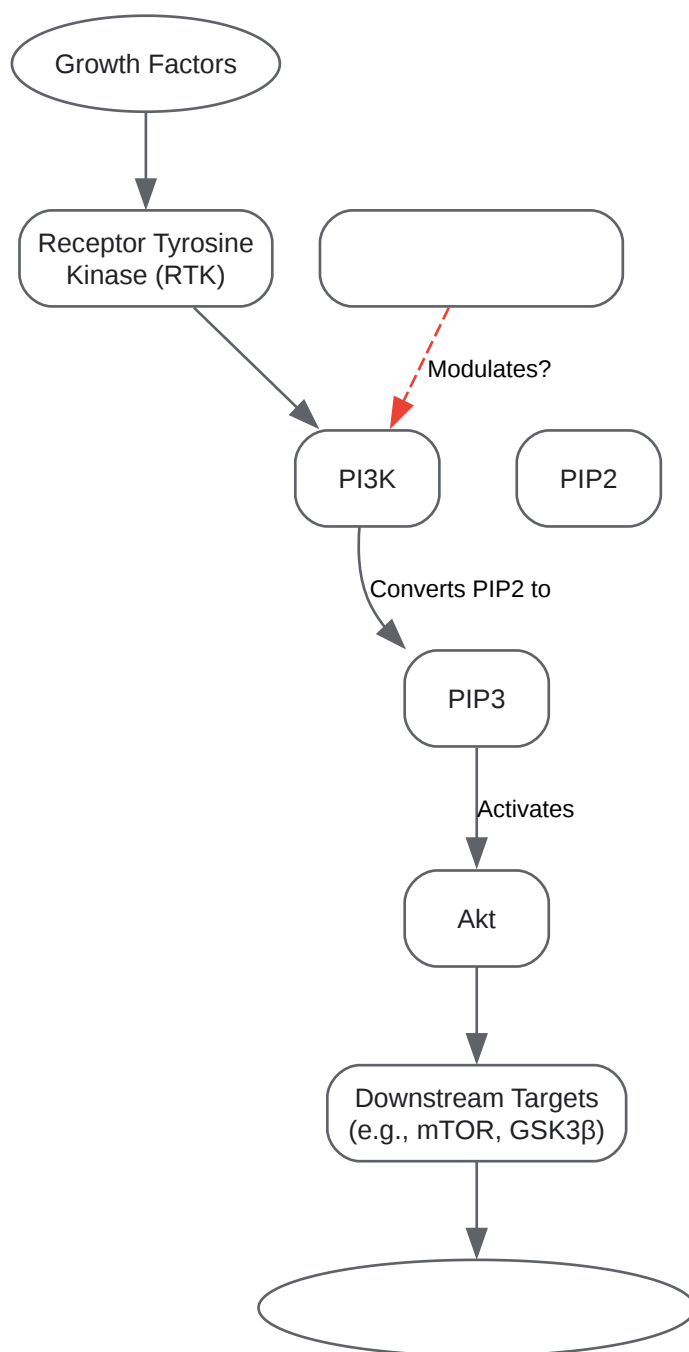 Growth Factors
Receptor Tyrosine
Kinase (RTK)
Modulates?
PI3K
PIP2
Converts PIP2 to
PIP3
Activates
Akt
Downstream Targets
(e.g., mTOR, GSK3β)